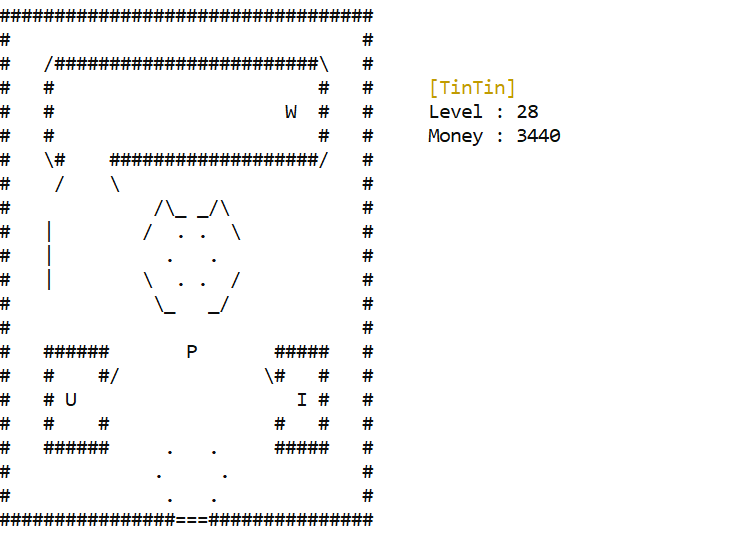 ##################################
#                                #
#   /########################\   #
#   #                        #   #     [TinTin]
#   #                     W  #   #     Level : 28
#   #                        #   #     Money : 3440
#   \#    ###################/   #
#    /    \                      #
#             /\_ _/\            #
#   |        /  . .  \           #
#   |          .   .             #
#   |        \  . .  /           #
#             \_   _/            #
#                                #
#   ######       P       #####   #
#   #    #/             \#   #   #
#   # U                    I #   #
#   #    #               #   #   #
#   ######     .   .     #####   #
#             .     .            #
#              .   .             #
################===###############